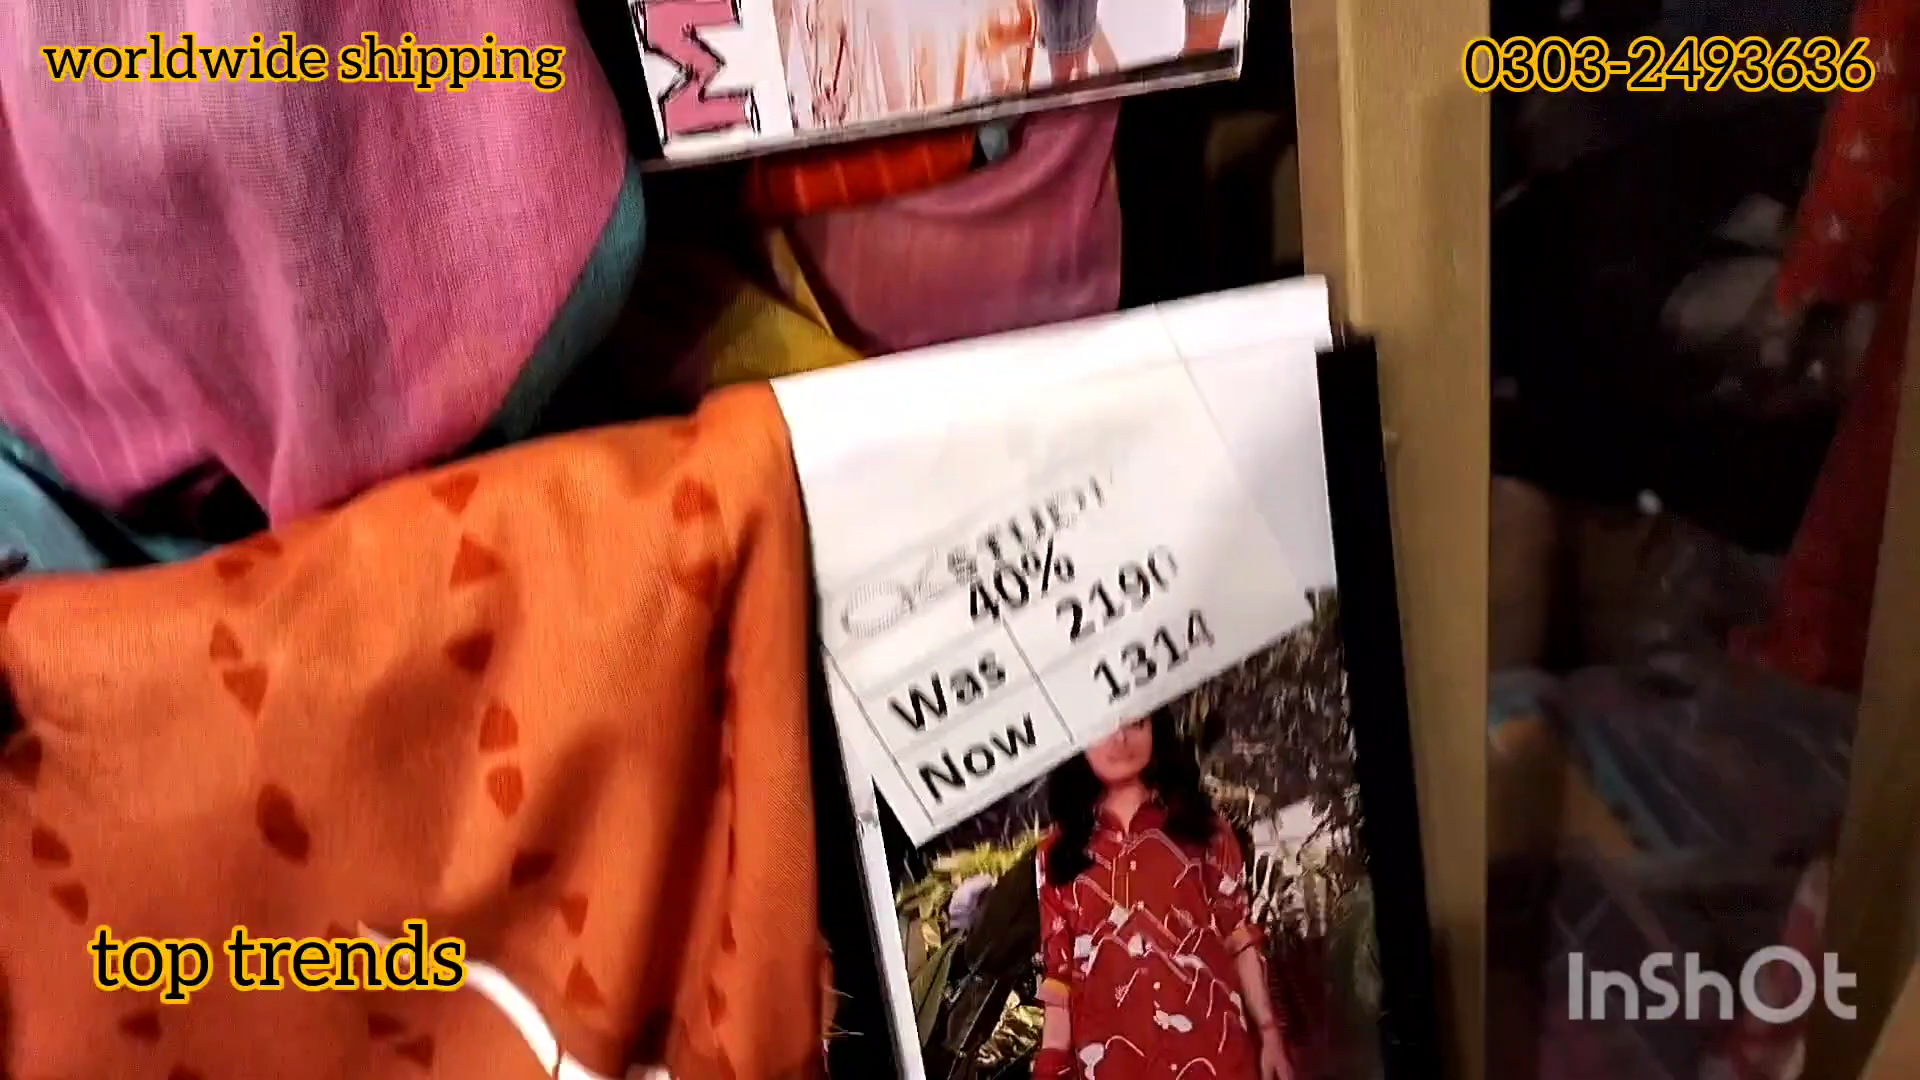 worldwide shipping
0303-2493636
40%
Was 2190
Now 1314
top trends
InShOt